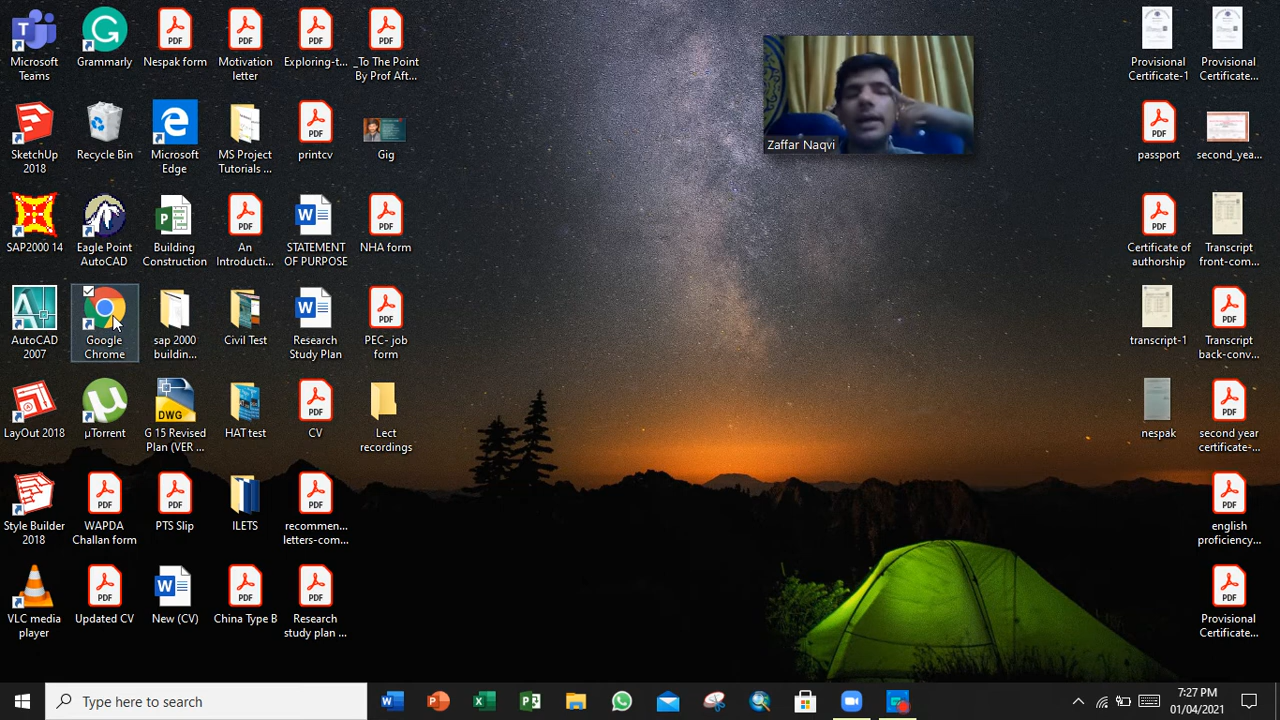 Microsoft
Teams
Grammarly
PDF
Nespak form
PDF
Motivation
letter
PDF
Exploring-t...
PDF
_To The Point
By Prof Aft...
Zaffar Naqvi
Provisional
Certificate-1
Provisional
Certificate...
SketchUp
2018
Recycle Bin
Microsoft
Edge
MS Project
Tutorials ...
PDF
printcv
Gig
PDF
passport
second_yea...
SAP2000 14
Eagle Point
AutoCAD
Building
Construction
PDF
An
Introducti...
STATEMENT
OF PURPOSE
PDF
NHA form
PDF
Certificate of
authorship
Transcript
front-com...
AutoCAD
2007
Google
Chrome
sap 2000
buildin...
Civil Test
Research
Study Plan
PDF
PEC- job
form
transcript-1
PDF
Transcript
back-conv...
LayOut 2018
µTorrent
DWG
G 15 Revised
Plan (VER ...
HAT test
PDF
CV
Lect
recordings
nespak
PDF
second year
certificate-...
Style Builder
2018
PDF
WAPDA
Challan form
PDF
PTS Slip
ILETS
PDF
recommen...
letters-com...
PDF
english
proficiency...
VLC media
player
PDF
Updated CV
New (CV)
PDF
China Type B
PDF
Research
study plan ...
PDF
Provisional
Certificate...
Type here to search
7:27 PM
01/04/2021